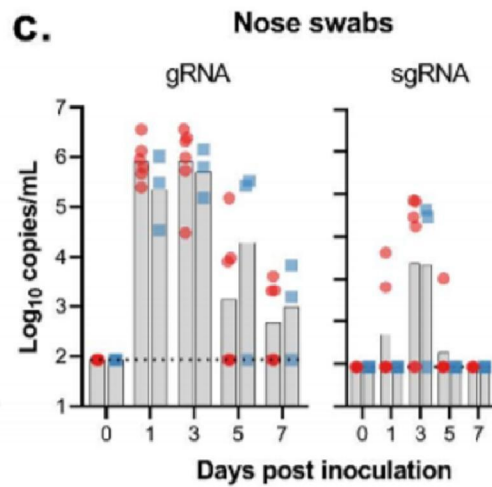 c.
Nose swabs
gRNA
sgRNA
Log10 copies/mL
7
6
5
4
3
2
1
0 1 3 5 7
0 1 3 5 7
Days post inoculation